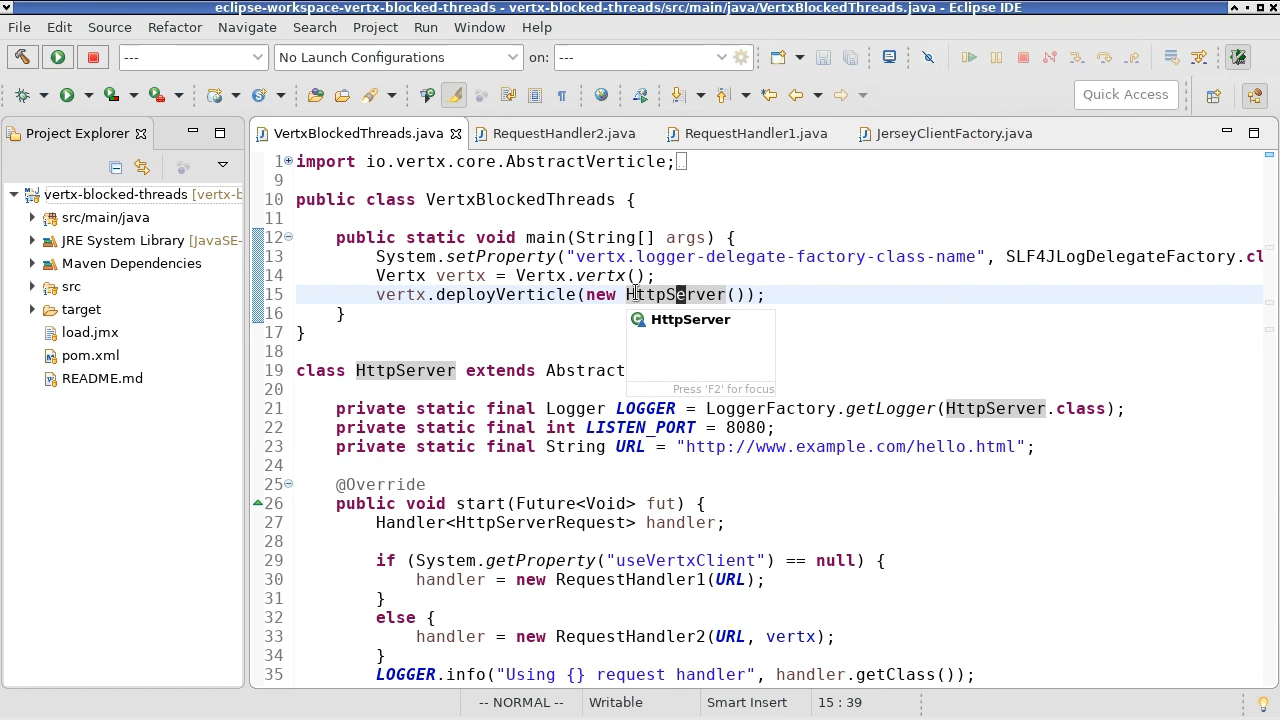 eclipse-workspace-vertx-blocked-threads - vertx-blocked-threads/src/main/java/VertxBlockedThreads.java - Eclipse IDE
File Edit Source Refactor Navigate Search Project Run Window Help
--- No Launch Configurations on: ---
Quick Access
Project Explorer
VertxBlockedThreads.java RequestHandler2.java RequestHandler1.java JerseyClientFactory.java
vertx-blocked-threads [vertx-b
src/main/java
JRE System Library [JavaSE-
Maven Dependencies
src
target
load.jmx
pom.xml
README.md
1 import io.vertx.core.AbstractVerticle;
9
10 public class VertxBlockedThreads {
11
12 public static void main(String[] args) {
13 System.setProperty("vertx.logger-delegate-factory-class-name", SLF4JLogDelegateFactory.cl
14 Vertx vertx = Vertx.vertx();
15 vertx.deployVerticle(new HttpServer());
16 }
17 }
18
19 class HttpServer extends Abstract
20
21 private static final Logger LOGGER = LoggerFactory.getLogger(HttpServer.class);
22 private static final int LISTEN_PORT = 8080;
23 private static final String URL = "http://www.example.com/hello.html";
24
25 @Override
26 public void start(Future<Void> fut) {
27 Handler<HttpServerRequest> handler;
28
29 if (System.getProperty("useVertxClient") == null) {
30 handler = new RequestHandler1(URL);
31 }
32 else {
33 handler = new RequestHandler2(URL, vertx);
34 }
35 LOGGER.info("Using {} request handler", handler.getClass());
HttpServer
Press 'F2' for focus
-- NORMAL -- Writable Smart Insert 15 : 39